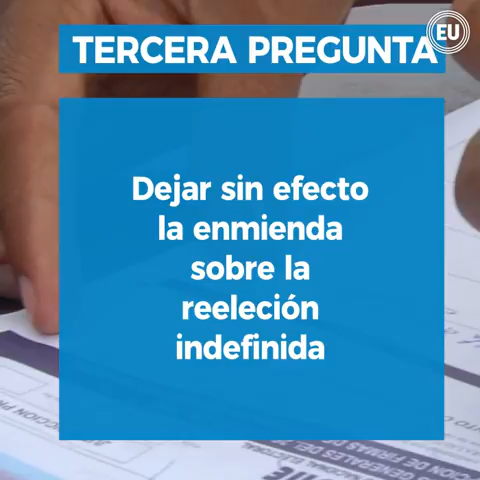 TERCERA PREGUNTA
EU
Dejar sin efecto
la enmienda
sobre la
reeleción
indefinida